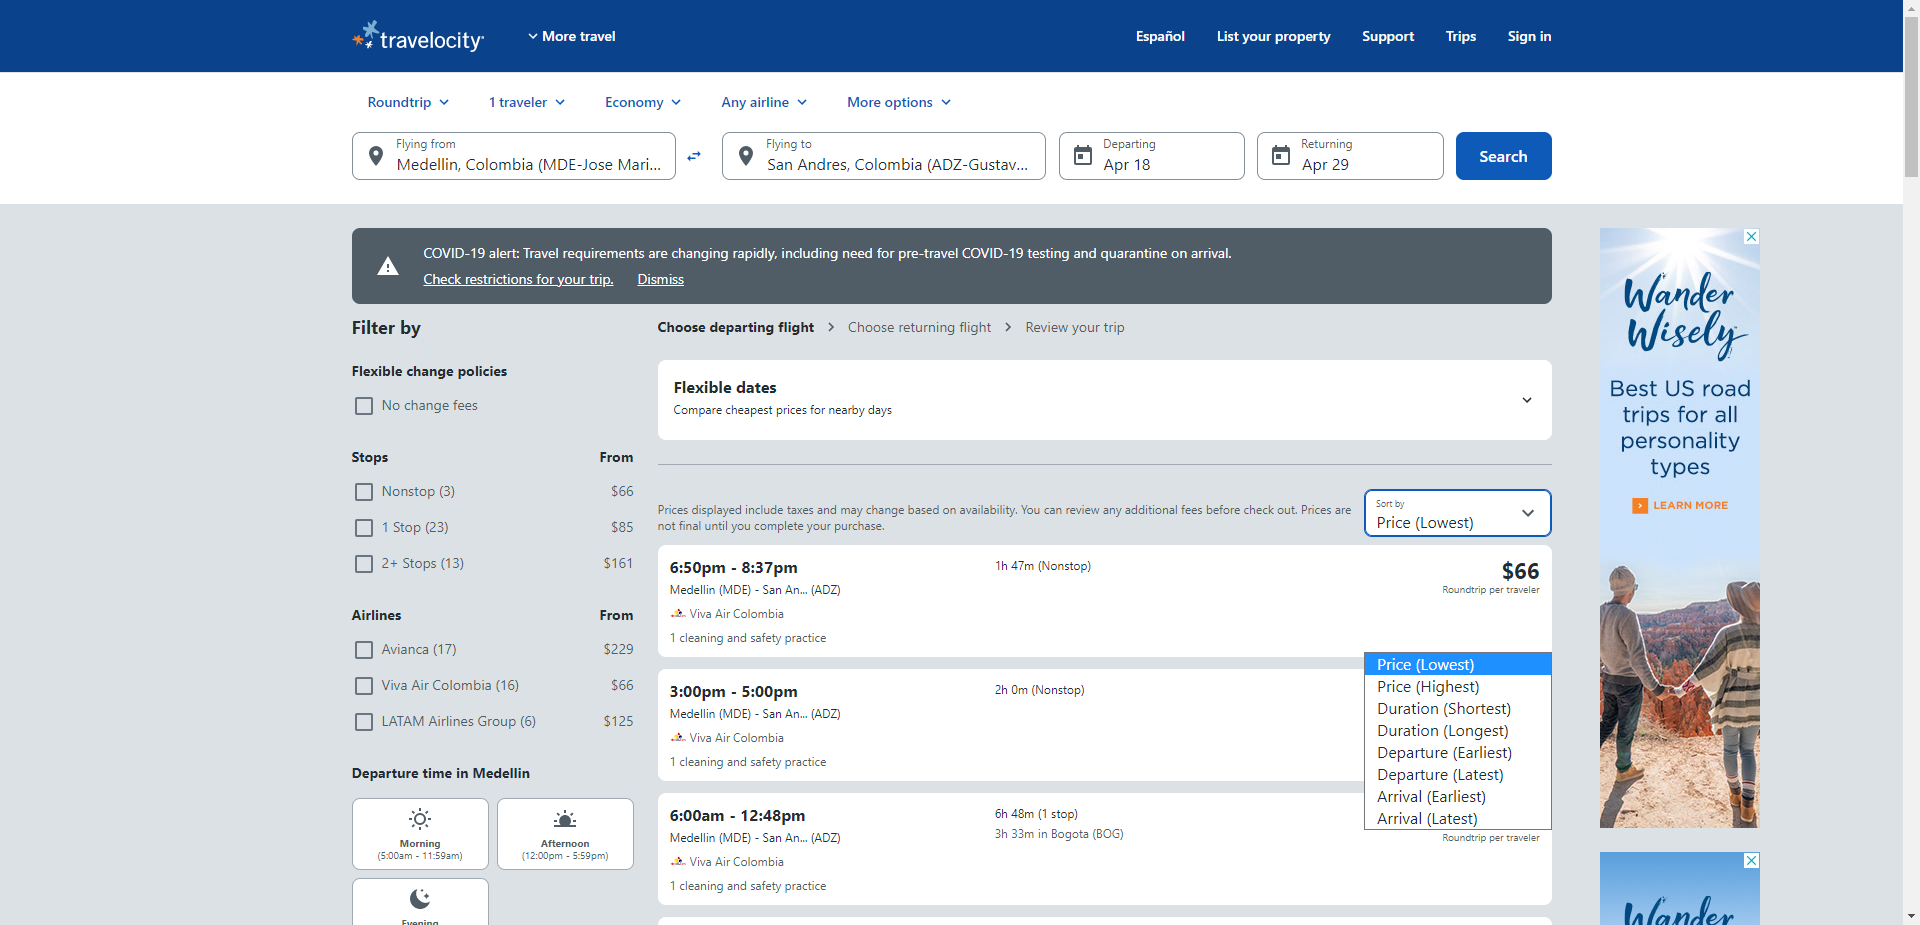 travelocity
More travel
Español
List your property
Support
Trips
Sign in
Roundtrip
1 traveler
Economy
Any airline
More options
Flying from
Medellin, Colombia (MDE-Jose Mari...
Flying to
San Andres, Colombia (ADZ-Gustav...
Departing
Apr 18
Returning
Apr 29
Search
COVID-19 alert: Travel requirements are changing rapidly, including need for pre-travel COVID-19 testing and quarantine on arrival.
Check restrictions for your trip.
Dismiss
Filter by
Flexible change policies
No change fees
Stops From
Nonstop (3) $66
1 Stop (23) $85
2+ Stops (13) $161
Airlines From
Avianca (17) $229
Viva Air Colombia (16) $66
LATAM Airlines Group (6) $125
Departure time in Medellin
Morning
(5:00am - 11:59am)
Afternoon
(12:00pm - 5:59pm)
Evening
Choose departing flight
Choose returning flight
Review your trip
Flexible dates
Compare cheapest prices for nearby days
Prices displayed include taxes and may change based on availability. You can review any additional fees before check out. Prices are
not final until you complete your purchase.
Sort by
Price (Lowest)
6:50pm - 8:37pm
Medellin (MDE) - San An... (ADZ)
Viva Air Colombia
1 cleaning and safety practice
1h 47m (Nonstop)
$66
Roundtrip per traveler
3:00pm - 5:00pm
Medellin (MDE) - San An... (ADZ)
Viva Air Colombia
1 cleaning and safety practice
2h 0m (Nonstop)
6:00am - 12:48pm
Medellin (MDE) - San An... (ADZ)
Viva Air Colombia
1 cleaning and safety practice
6h 48m (1 stop)
3h 33m in Bogota (BOG)
Price (Lowest)
Price (Highest)
Duration (Shortest)
Duration (Longest)
Departure (Earliest)
Departure (Latest)
Arrival (Earliest)
Arrival (Latest)
Roundtrip per traveler
Wander
Wisely
Best US road
trips for all
personality
types
LEARN MORE
Wander